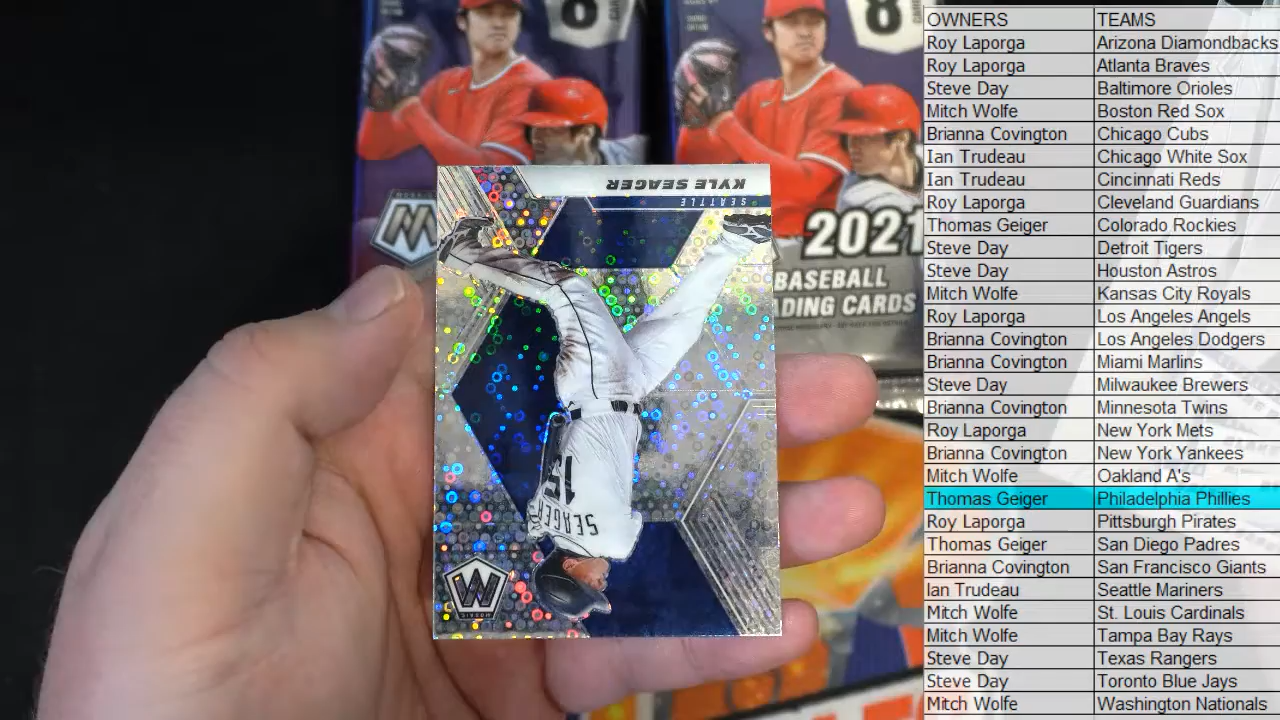 8
8
2021
BASEBALL
ADING CARDS
KYLE SEAGER
SEATTLE
15
SEAGER
MOSAIC
OWNERS TEAMS
Roy Laporga Arizona Diamondbacks
Roy Laporga Atlanta Braves
Steve Day Baltimore Orioles
Mitch Wolfe Boston Red Sox
Brianna Covington Chicago Cubs
Ian Trudeau Chicago White Sox
Ian Trudeau Cincinnati Reds
Roy Laporga Cleveland Guardians
Thomas Geiger Colorado Rockies
Steve Day Detroit Tigers
Steve Day Houston Astros
Mitch Wolfe Kansas City Royals
Roy Laporga Los Angeles Angels
Brianna Covington Los Angeles Dodgers
Brianna Covington Miami Marlins
Steve Day Milwaukee Brewers
Brianna Covington Minnesota Twins
Roy Laporga New York Mets
Brianna Covington New York Yankees
Mitch Wolfe Oakland A's
Thomas Geiger Philadelphia Phillies
Roy Laporga Pittsburgh Pirates
Thomas Geiger San Diego Padres
Brianna Covington San Francisco Giants
Ian Trudeau Seattle Mariners
Mitch Wolfe St. Louis Cardinals
Mitch Wolfe Tampa Bay Rays
Steve Day Texas Rangers
Steve Day Toronto Blue Jays
Mitch Wolfe Washington Nationals